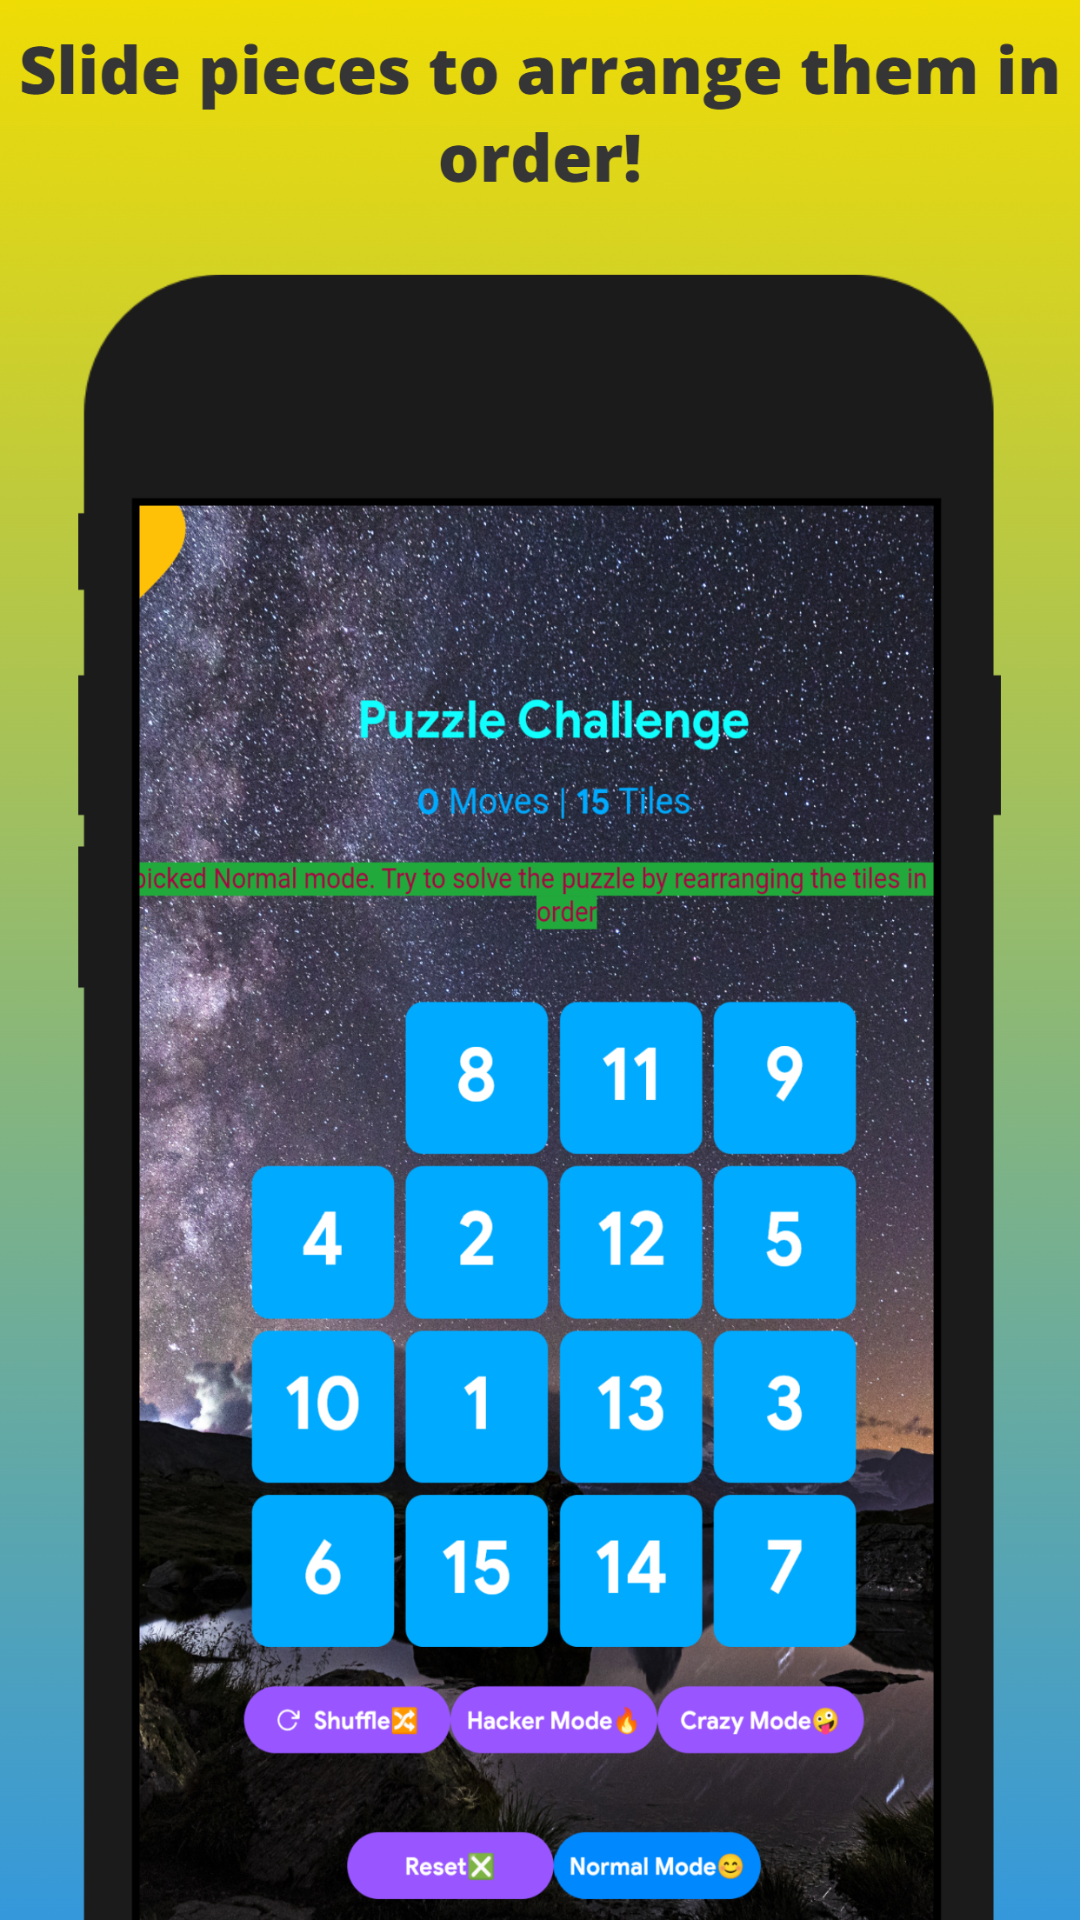 Slide pieces to arrange them in
order!
Puzzle Challenge
0 Moves | 15 Tiles
picked Normal mode. Try to solve the puzzle by rearranging the tiles in
order
8 11 9
4 2 12 5
10 1 13 3
6 15 14 7
Shuffle🔀 Hacker Mode🔥 Crazy Mode🤪
Reset❎ Normal Mode😊